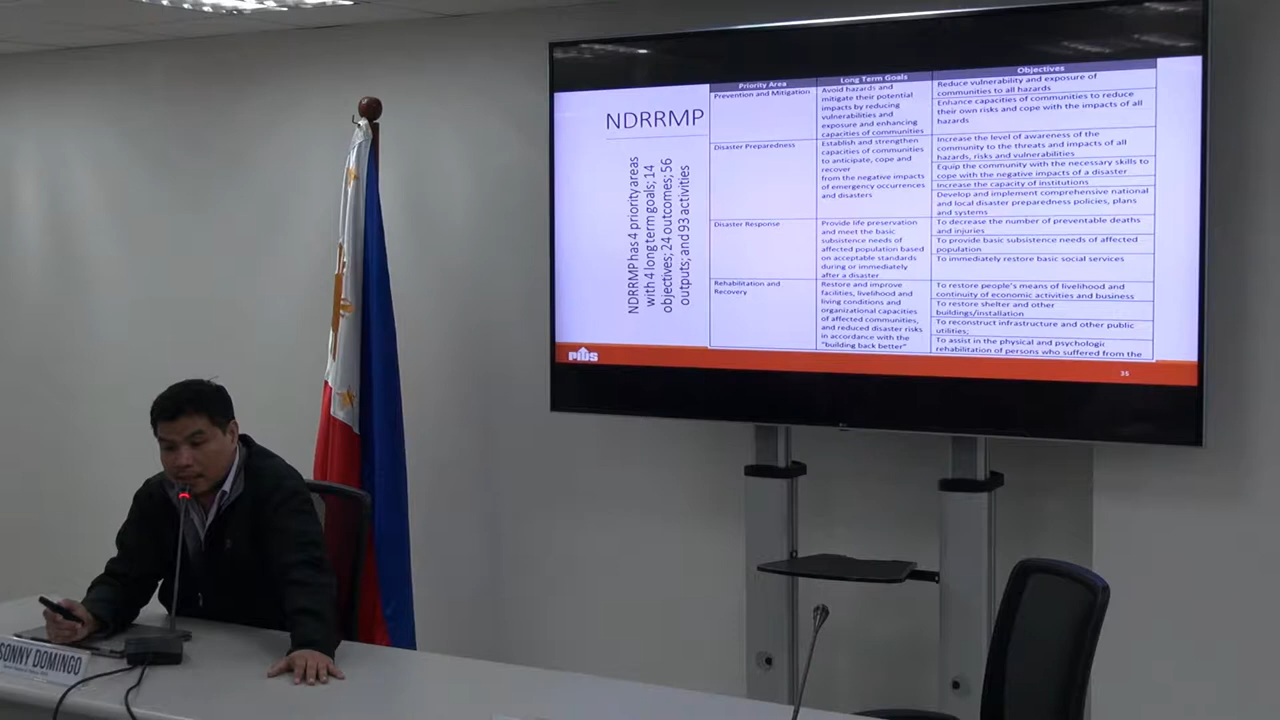 NDRRMP
NDRRMP has 4 priority areas
with 4 long term goals; 14
objectives; 24 outcomes; 56
outputs; and 93 activities
Priority Area
Long Term Goals
Objectives
Prevention and Mitigation
Avoid hazards and
mitigate their potential
impacts by reducing
vulnerabilities and
exposure and enhancing
capacities of communities
Reduce vulnerability and exposure of
communities to all hazards
Enhance capacities of communities to reduce
their own risks and cope with the impacts of all
hazards
Disaster Preparedness
Establish and strengthen
capacities of communities
to anticipate, cope and
recover
from the negative impacts
of emergency occurrences
and disasters
Increase the level of awareness of the
community to the threats and impacts of all
hazards, risks and vulnerabilities
Equip the community with the necessary skills to
cope with the negative impacts of a disaster
Increase the capacity of institutions
Develop and implement comprehensive national
and local disaster preparedness policies, plans
and systems
Disaster Response
Provide life preservation
and meet the basic
subsistence needs of
affected population based
on acceptable standards
during or immediately
after a disaster
To decrease the number of preventable deaths
and injuries
To provide basic subsistence needs of affected
population
To immediately restore basic social services
Rehabilitation and
Recovery
Restore and improve
facilities, livelihood and
living conditions and
organizational capacities
of affected communities,
and reduced disaster risks
in accordance with the
"building back better"
To restore people's means of livelihood and
continuity of economic activities and business
To restore shelter and other
buildings/installation
To reconstruct infrastructure and other public
utilities;
To assist in the physical and psychologic
rehabilitation of persons who suffered from the
PIDS
35
SONNY DOMINGO